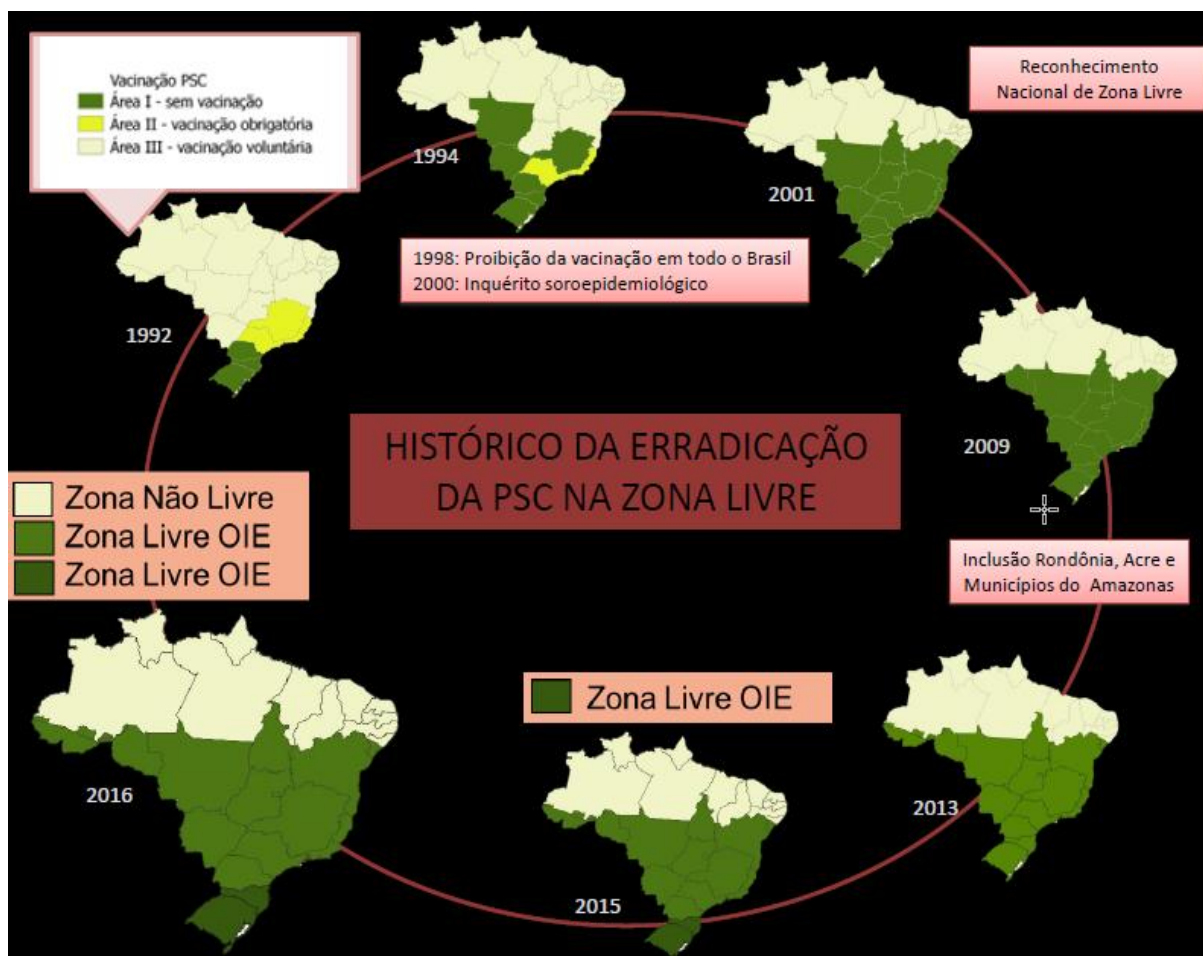 Vacinação PSC
Área I - sem vacinação
Área II - vacinação obrigatória
Área III - vacinação voluntária
1992
1994
1998: Proibição da vacinação em todo o Brasil
2000: Inquérito soroepidemiológico
2001
Reconhecimento
Nacional de Zona Livre
2009
HISTÓRICO DA ERRADICAÇÃO
DA PSC NA ZONA LIVRE
Inclusão Rondônia, Acre e
Municípios do Amazonas
2013
Zona Livre OIE
2015
Zona Não Livre
Zona Livre OIE
Zona Livre OIE
2016